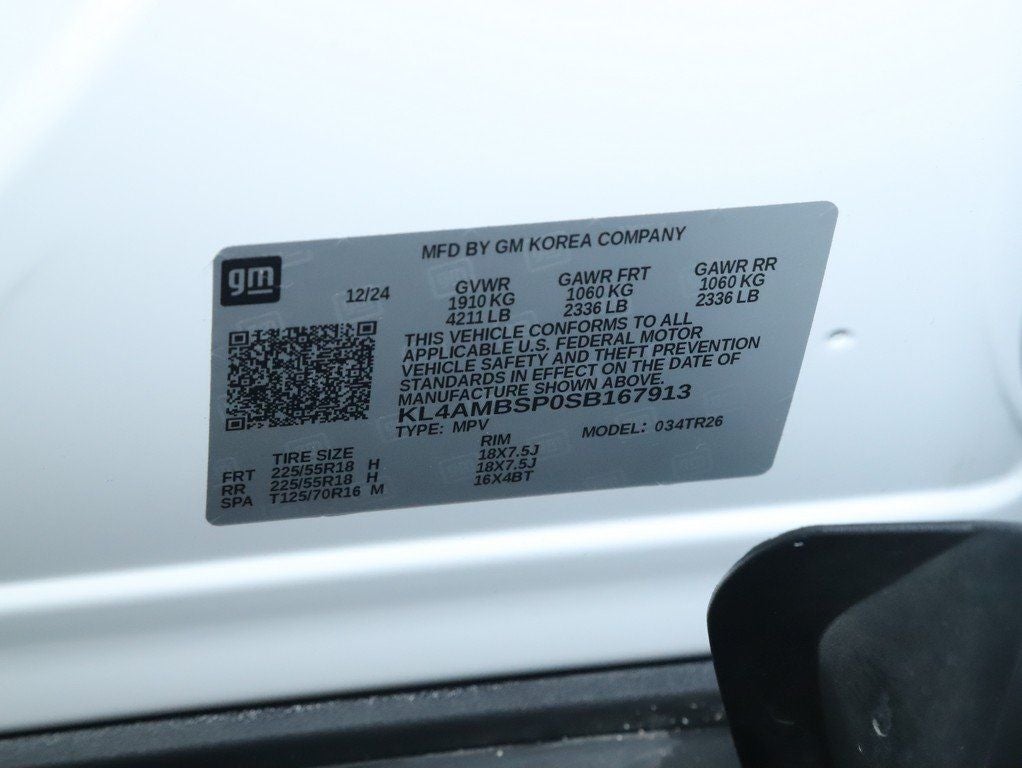 gm
MFD BY GM KOREA COMPANY
12/24
GVWR GAWR FRT GAWR RR
1910 KG 1060 KG 1060 KG
4211 LB 2336 LB 2336 LB
THIS VEHICLE CONFORMS TO ALL
APPLICABLE U.S. FEDERAL MOTOR
VEHICLE SAFETY AND THEFT PREVENTION
STANDARDS IN EFFECT ON THE DATE OF
MANUFACTURE SHOWN ABOVE.
KL4AMBSP0SB167913
TYPE: MPV MODEL: 034TR26
TIRE SIZE RIM
FRT 225/55R18 H 18X7.5J
RR 225/55R18 H 18X7.5J
SPA T125/70R16 M 16X4BT